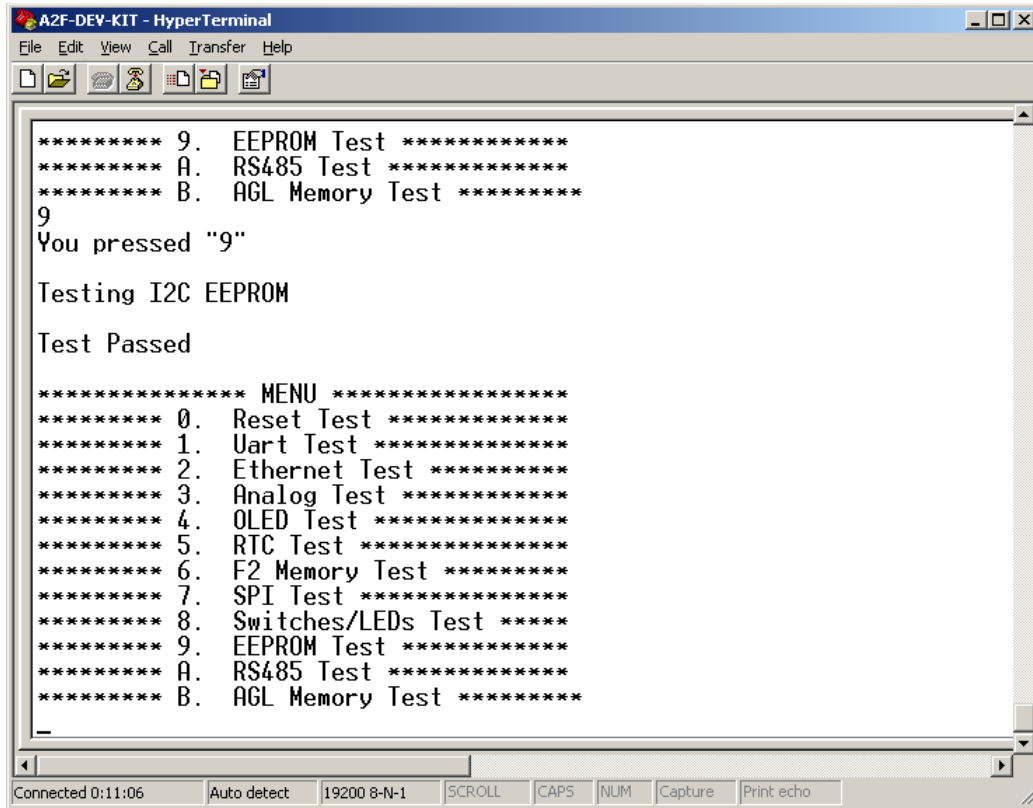 A2F-DEV-KIT - HyperTerminal
File Edit View Call Transfer Help
********* 9.  EEPROM Test ************
********* A.  RS485 Test *************
********* B.  AGL Memory Test *********
9
You pressed "9"
Testing I2C EEPROM
Test Passed
*************** MENU *****************
********* 0.  Reset Test *************
********* 1.  Uart Test **************
********* 2.  Ethernet Test **********
********* 3.  Analog Test ************
********* 4.  OLED Test **************
********* 5.  RTC Test ***************
********* 6.  F2 Memory Test *********
********* 7.  SPI Test ***************
********* 8.  Switches/LEDs Test *****
********* 9.  EEPROM Test ************
********* A.  RS485 Test *************
********* B.  AGL Memory Test *********
_
Connected 0:11:06 Auto detect 19200 8-N-1 SCROLL CAPS NUM Capture Print echo